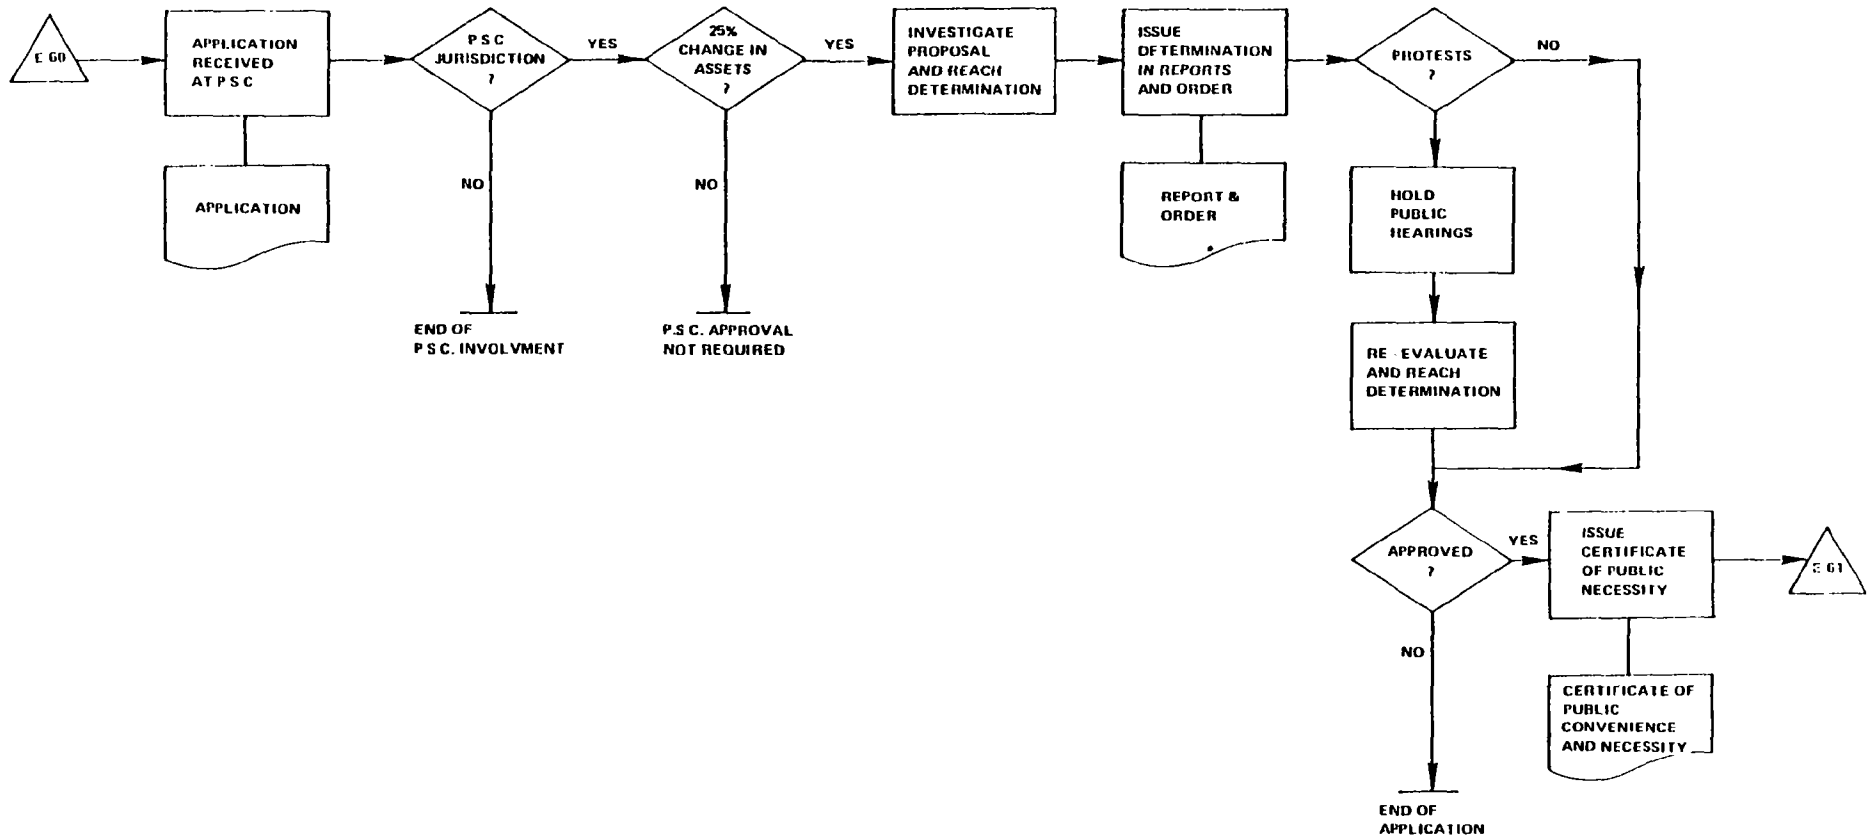 E 60
APPLICATION
RECEIVED
AT PSC
APPLICATION
PSC
JURISDICTION
?
YES
NO
END OF
P.S.C. INVOLVMENT
25%
CHANGE IN
ASSETS
?
YES
NO
P.S.C. APPROVAL
NOT REQUIRED
INVESTIGATE
PROPOSAL
AND REACH
DETERMINATION
ISSUE
DETERMINATION
IN REPORTS
AND ORDER
REPORT &
ORDER
PROTESTS
?
NO
HOLD
PUBLIC
HEARINGS
RE-EVALUATE
AND REACH
DETERMINATION
APPROVED
?
YES
NO
END OF
APPLICATION
ISSUE
CERTIFICATE
OF PUBLIC
NECESSITY
CERTIFICATE OF
PUBLIC
CONVENIENCE
AND NECESSITY
E 61